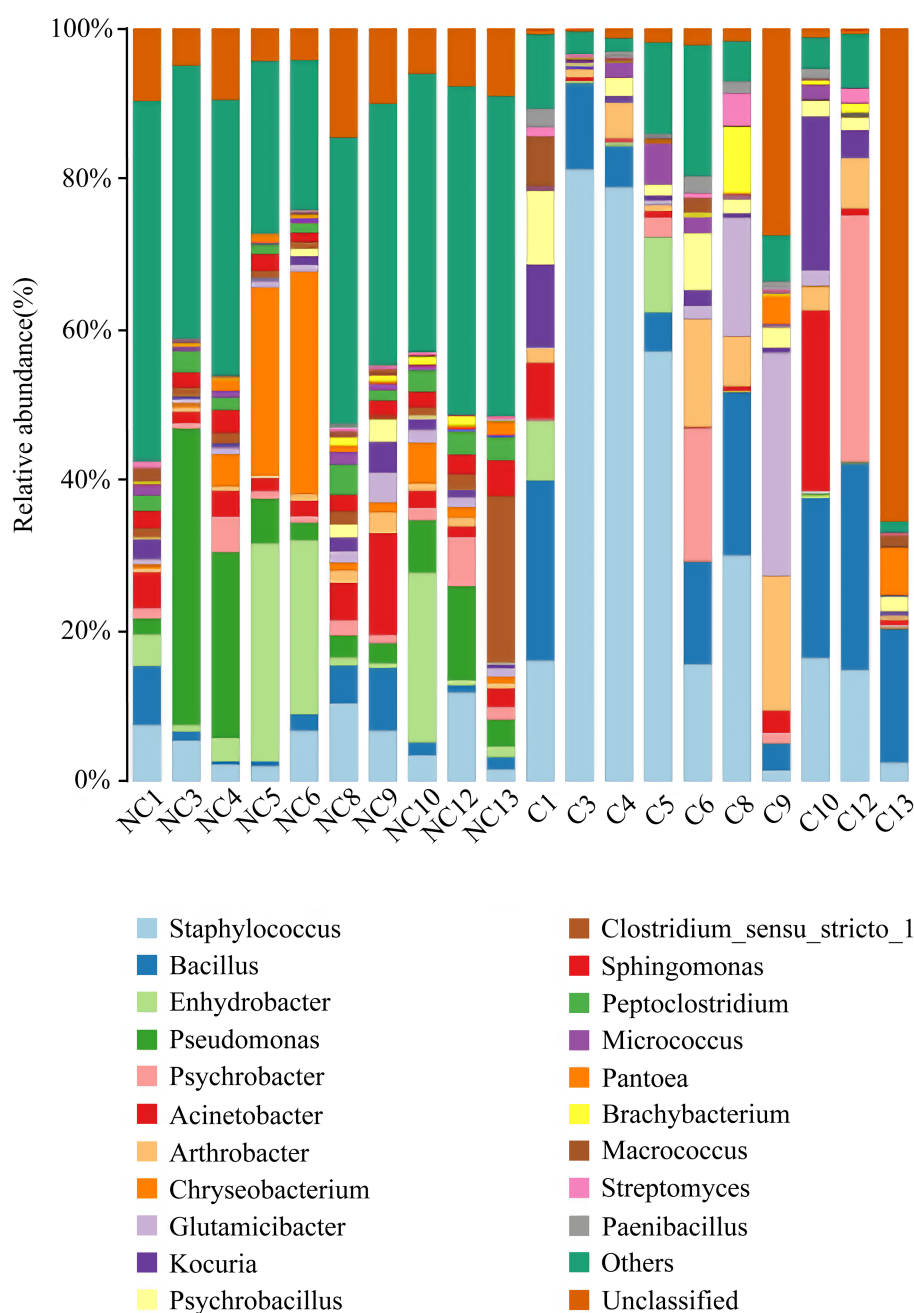 Relative abundance(%)
100%
80%
60%
40%
20%
0%
NC1 NC3 NC4 NC5 NC6 NC8 NC9 NC10 NC12 NC13 C1 C3 C4 C5 C6 C8 C9 C10 C12 C13
Staphylococcus
Bacillus
Enhydrobacter
Pseudomonas
Psychrobacter
Acinetobacter
Arthrobacter
Chryseobacterium
Glutamicibacter
Kocuria
Psychrobacillus
Clostridium_sensu_stricto_1
Sphingomonas
Peptoclostridium
Micrococcus
Pantoea
Brachybacterium
Macrococcus
Streptomyces
Paenibacillus
Others
Unclassified